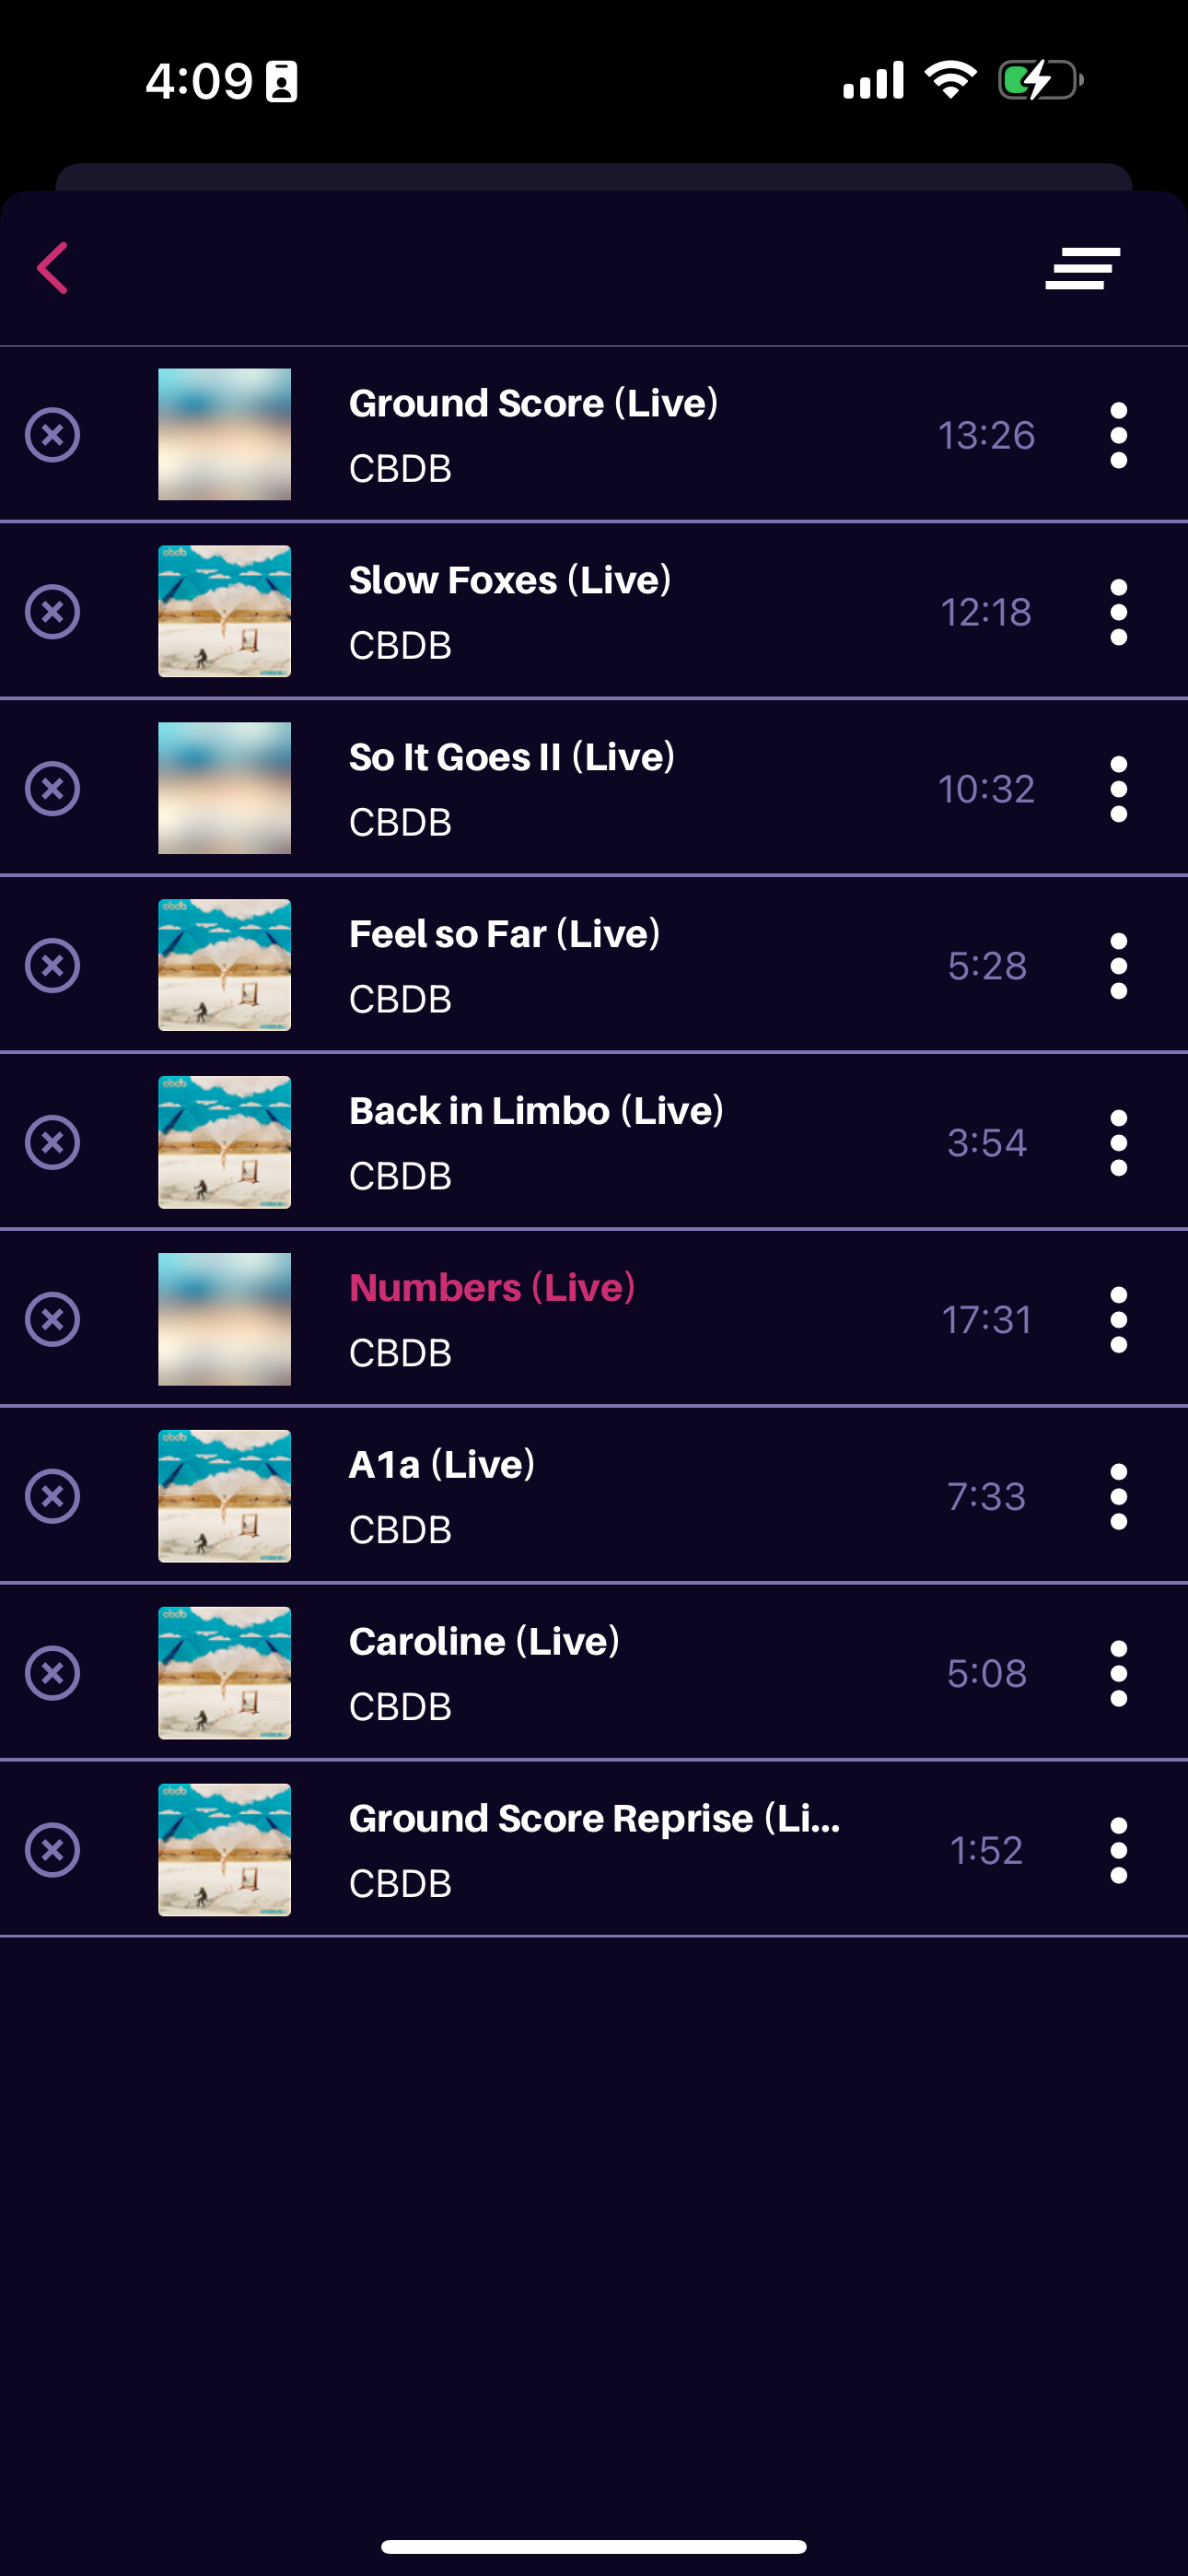 4:09
Ground Score (Live)
CBDB
13:26
Slow Foxes (Live)
CBDB
12:18
So It Goes II (Live)
CBDB
10:32
Feel so Far (Live)
CBDB
5:28
Back in Limbo (Live)
CBDB
3:54
Numbers (Live)
CBDB
17:31
A1a (Live)
CBDB
7:33
Caroline (Live)
CBDB
5:08
Ground Score Reprise (Li...
CBDB
1:52